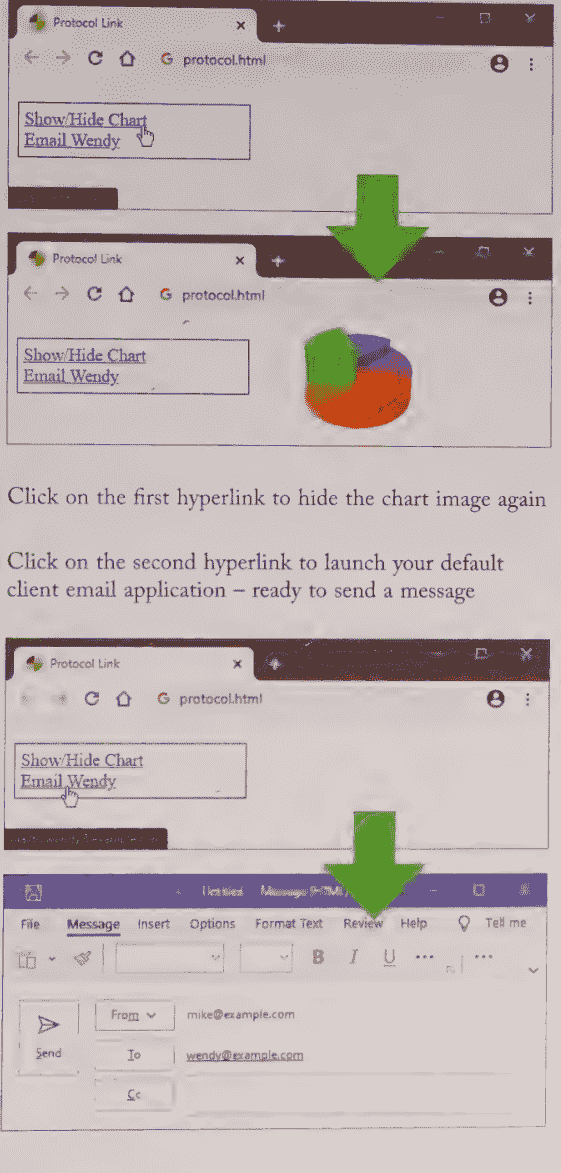 Protocol Link
protocol.html
Show/Hide Chart
Email Wendy
Protocol Link
protocol.html
Show/Hide Chart
Email Wendy
Click on the first hyperlink to hide the chart image again
Click on the second hyperlink to launch your default
client email application – ready to send a message
Protocol Link
protocol.html
Show/Hide Chart
Email Wendy
Untitled Message (HTML)
File Message Insert Options Format Text Review Help Tell me
B I U
From mike@example.com
Send
To wendy@example.com
Cc